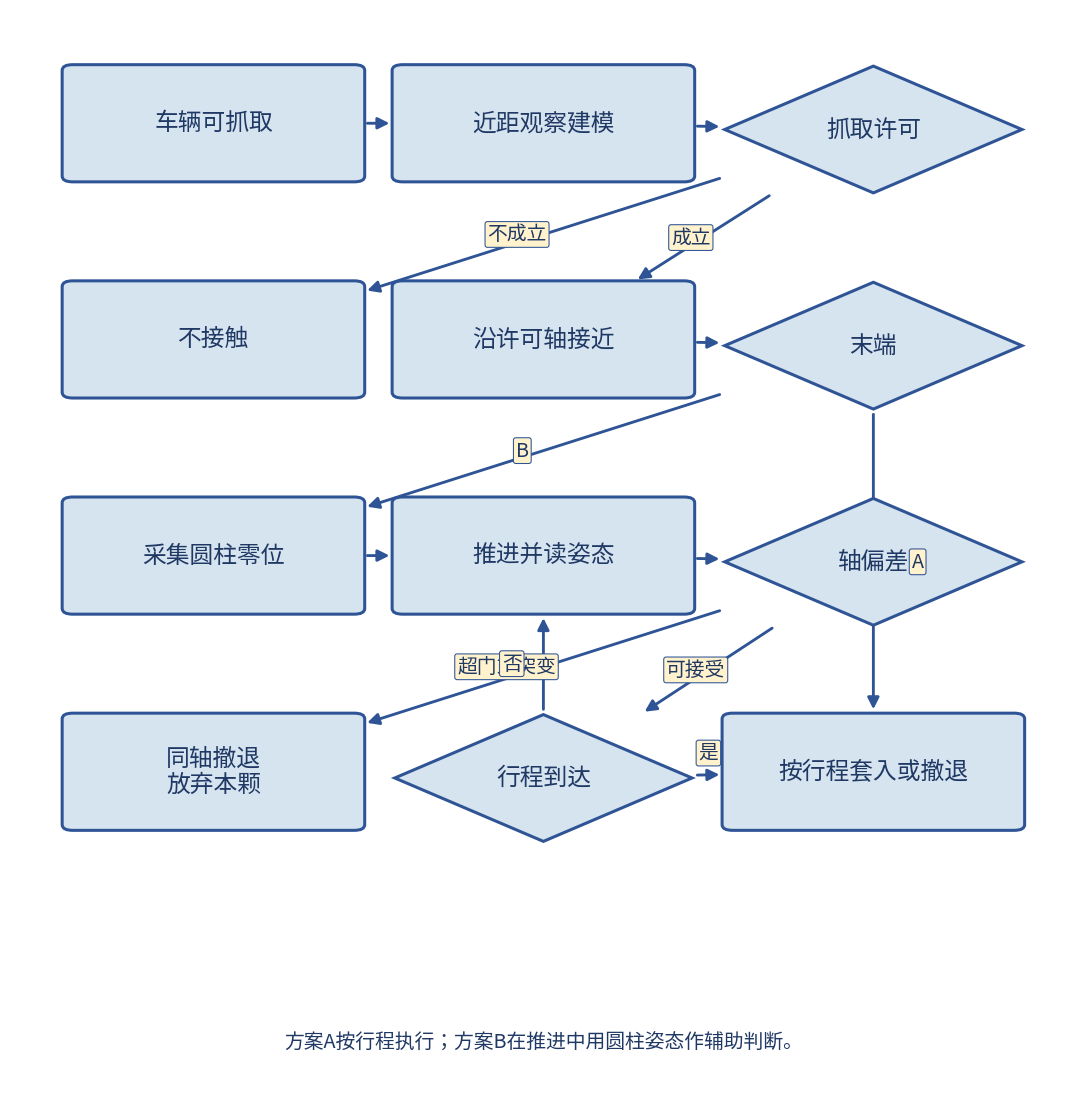 车辆可抓取
近距观察建模
抓取许可
不成立
成立
不接触
沿许可轴接近
末端
B
采集圆柱零位
推进并读姿态
轴偏差
A
超门
突变
否
可接受
同轴撤退
放弃本颗
行程到达
是
按行程套入或撤退
方案A按行程执行；方案B在推进中用圆柱姿态作辅助判断。